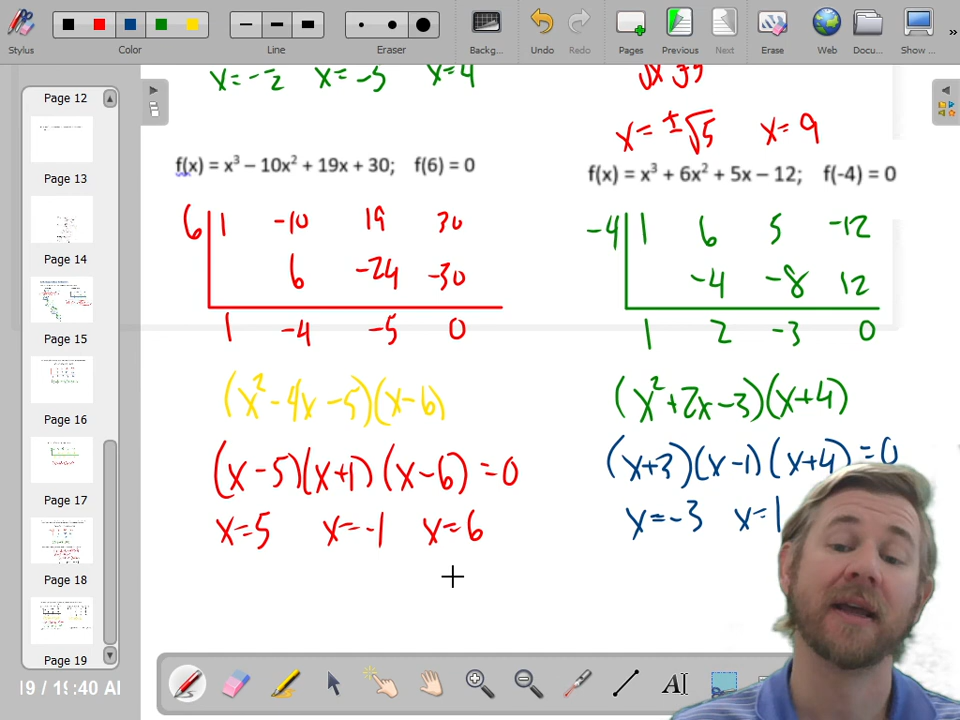 Stylus
Color
Line
Eraser
Backg...
Undo
Redo
Pages
Previous
Next
Erase
Web
Docu...
Show ...
»
Page 12
Page 13
Page 14
Page 15
Page 16
Page 17
Page 18
Page 19
x=-2 x=-3 x=4
x=±√5 x=9
f(x) = x³ – 10x² + 19x + 30; f(6) = 0
6 1 -10 19 30
6 -24 -30
1 -4 -5 0
(x²-4x-5)(x-6)
(x-5)(x+1)(x-6)=0
x=5 x=-1 x=6
f(x) = x³ + 6x² + 5x – 12; f(-4) = 0
-4 1 6 5 -12
-4 -8 12
1 2 -3 0
(x²+2x-3)(x+4)
(x+3)(x-1)(x+4)=0
x=-3 x=1